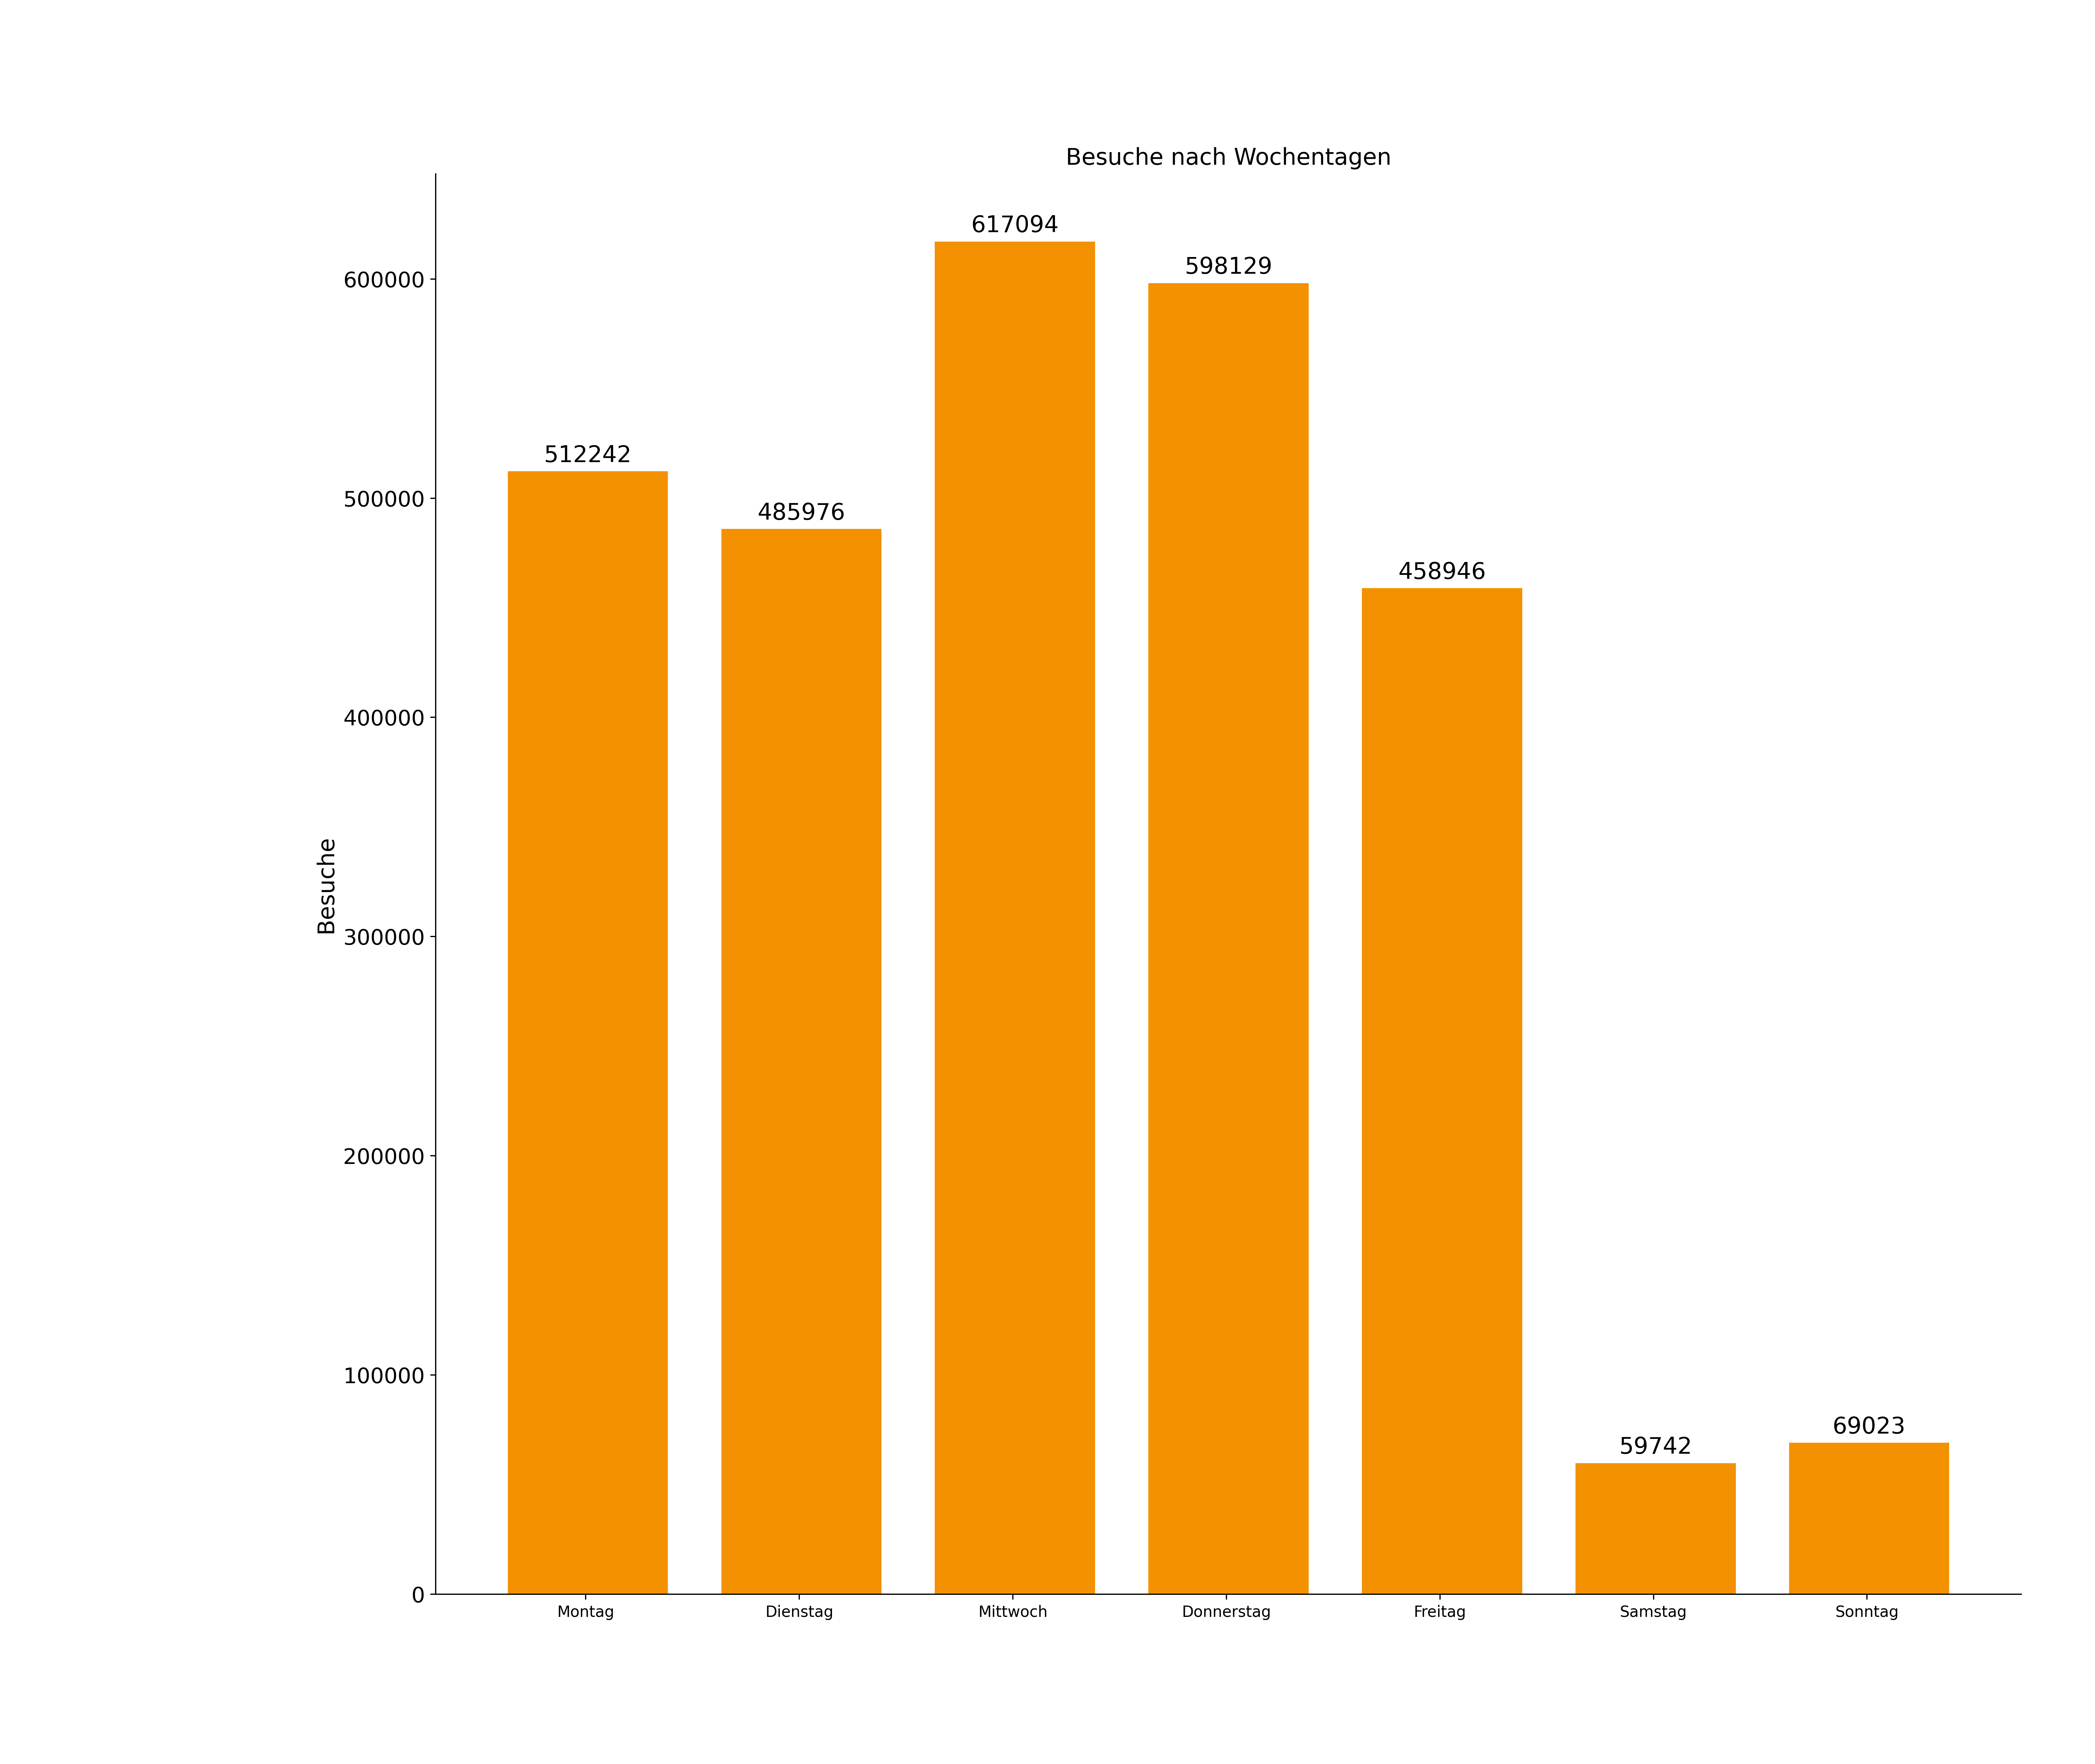 Besuche nach Wochentagen
Besuche
600000
500000
400000
300000
200000
100000
0
512242
485976
617094
598129
458946
59742
69023
Montag
Dienstag
Mittwoch
Donnerstag
Freitag
Samstag
Sonntag